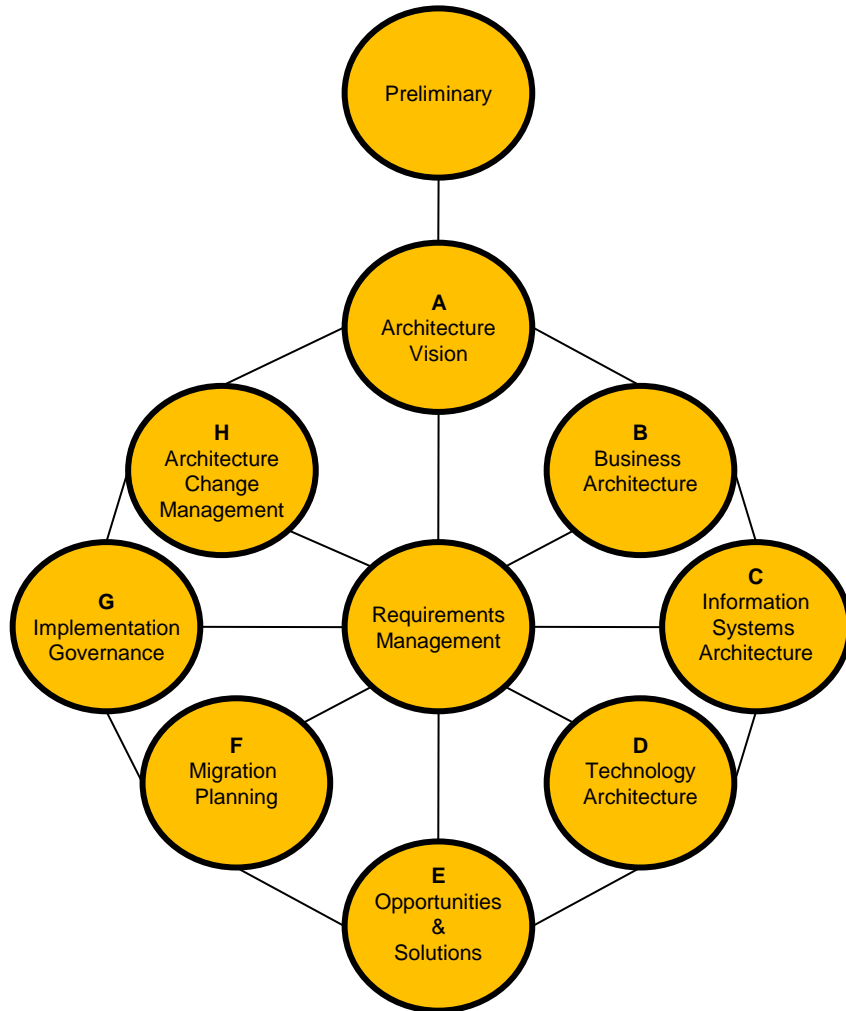 Preliminary
A
Architecture
Vision
H
Architecture
Change
Management
B
Business
Architecture
G
Implementation
Governance
Requirements
Management
C
Information
Systems
Architecture
F
Migration
Planning
D
Technology
Architecture
E
Opportunities
&
Solutions